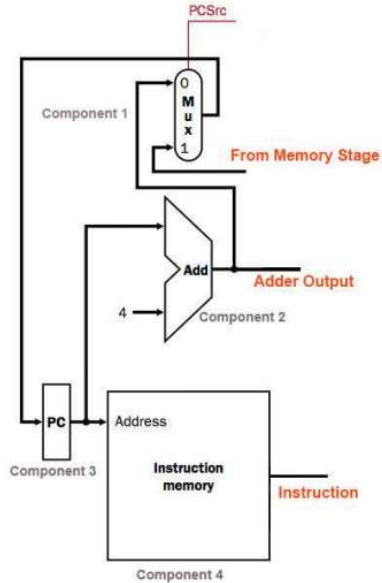 PCSrc
0
Component 1
M
u
x
1
From Memory Stage
Add
Adder Output
4
Component 2
PC
Address
Component 3
Instruction
memory
Instruction
Component 4